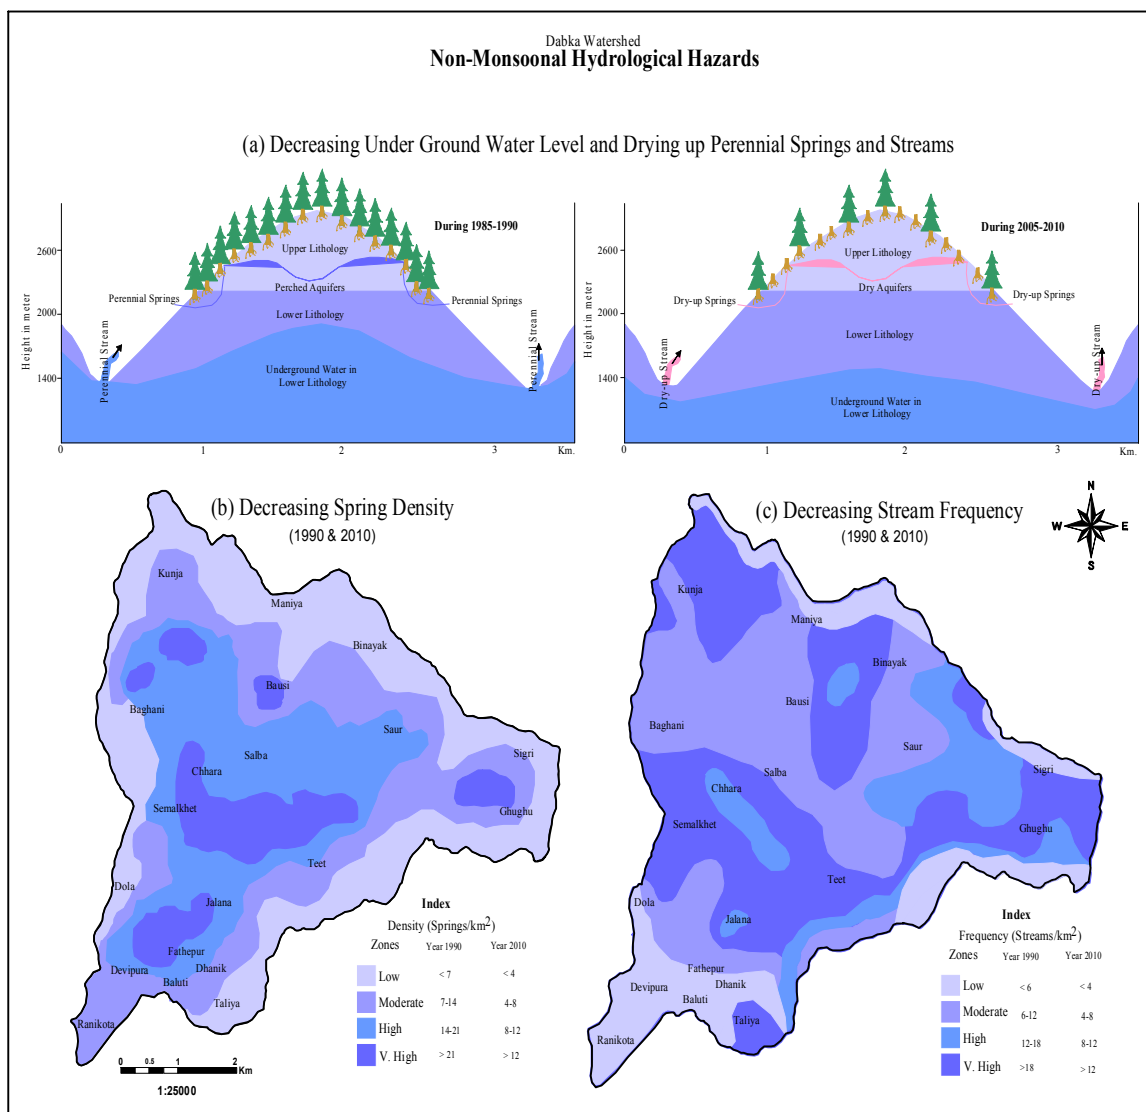 Dabka Watershed
Non-Monsoonal Hydrological Hazards
(a) Decreasing Under Ground Water Level and Drying up Perennial Springs and Streams
During 1985-1990
Upper Lithology
Perched Aquifers
Perennial Springs
Perennial Springs
Lower Lithology
Underground Water in
Lower Lithology
Perennial Stream
Perennial Stream
Height in meter
2600
2000
1400
0 1 2 3 Km.
During 2005-2010
Upper Lithology
Dry Aquifers
Dry-up Springs
Dry-up Springs
Lower Lithology
Underground Water in
Lower Lithology
Dry-up Stream
Dry-up Stream
Height in meter
2600
2000
1400
0 1 2 3 Km.
(b) Decreasing Spring Density
(1990 & 2010)
Kunja
Maniya
Binayak
Bausi
Baghani
Saur
Salba
Sigri
Chhara
Semalkhet
Ghughu
Teet
Dola
Jalana
Fathepur
Devipura
Dhanik
Baluti
Taliya
Ranikota
Index
Density (Springs/km2)
Zones Year 1990 Year 2010
Low < 7 < 4
Moderate 7-14 4-8
High 14-21 8-12
V. High > 21 > 12
0 0.5 1 2
Km
1:25000
(c) Decreasing Stream Frequency
(1990 & 2010)
N
W E
S
Kunja
Maniya
Binayak
Bausi
Baghani
Saur
Salba
Sigri
Chhara
Semalkhet
Ghughu
Teet
Dola
Jalana
Fathepur
Devipura
Dhanik
Baluti
Taliya
Ranikota
Index
Frequency (Streams/km2)
Zones Year 1990 Year 2010
Low < 6 < 4
Moderate 6-12 4-8
High 12-18 8-12
V. High >18 > 12